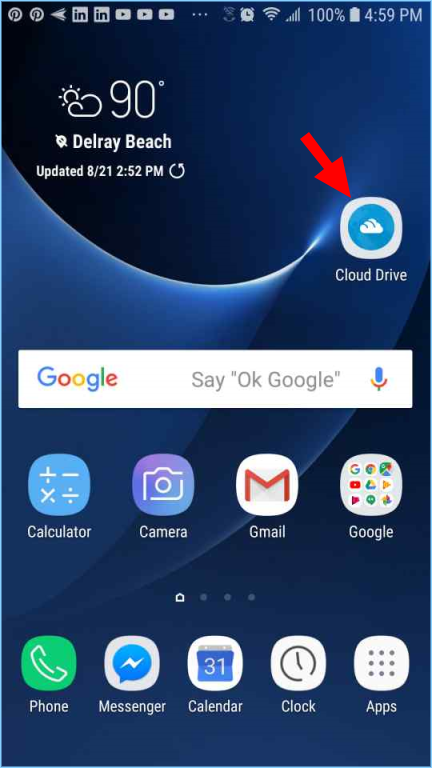 100% 4:59 PM
90°
Delray Beach
Updated 8/21 2:52 PM
Cloud Drive
Google Say "Ok Google"
Calculator Camera Gmail Google
31
Phone Messenger Calendar Clock Apps